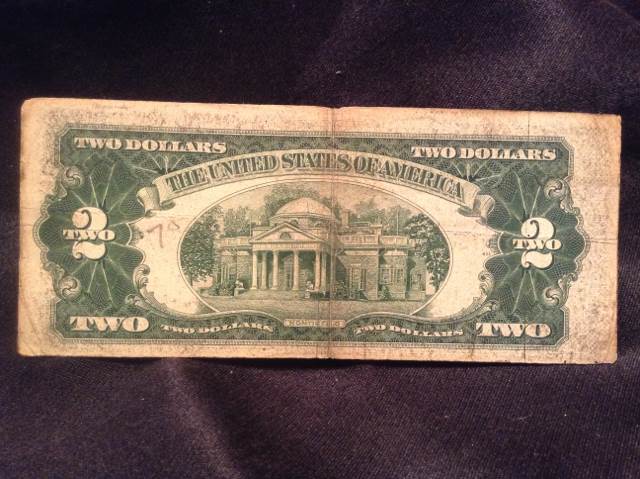 TWO DOLLARS TWO DOLLARS
THE UNITED STATES OF AMERICA
2 2
TWO TWO
MONTICELLO
TWO TWO DOLLARS TWO DOLLARS TWO